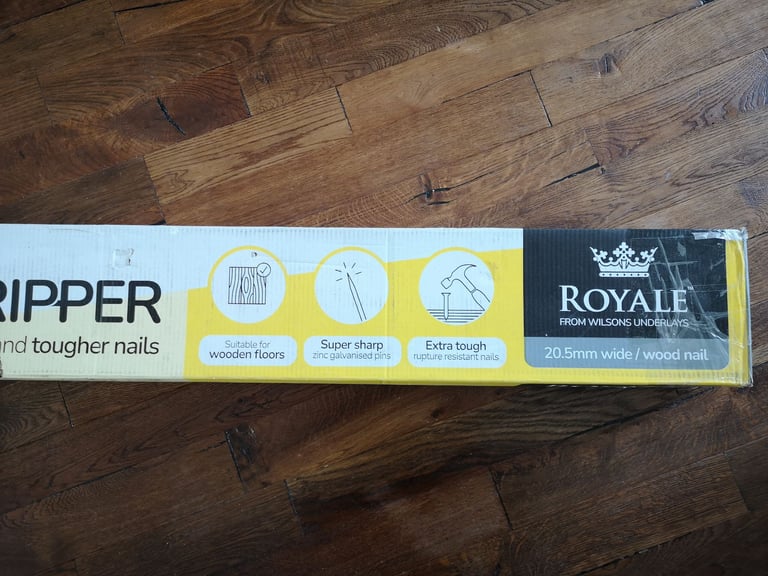 RIPPER
and tougher nails
Suitable for
wooden floors
Super sharp
zinc galvanised pins
Extra tough
rupture resistant nails
ROYALE
FROM WILSONS UNDERLAYS
20.5mm wide / wood nail